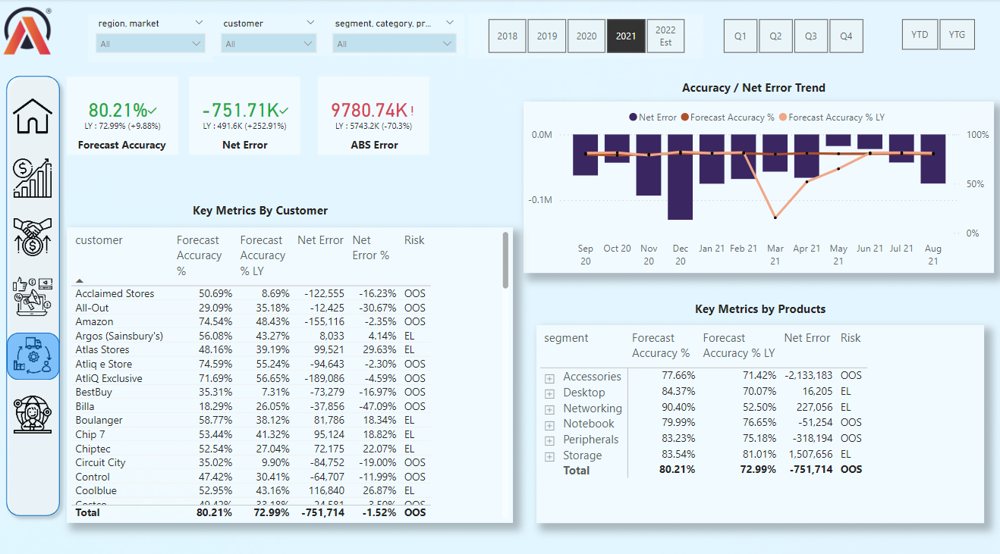 ®
region, market
customer
segment, category, pr...
All
All
All
2018
2019
2020
2021
2022
Est
Q1
Q2
Q3
Q4
YTD
YTG
80.21%
LY : 72.99% (+9.88%)
Forecast Accuracy
-751.71K
LY : 491.6K (+252.91%)
Net Error
9780.74K !
LY : 5743.2K (-70.3%)
ABS Error
Accuracy / Net Error Trend
Net Error Forecast Accuracy % Forecast Accuracy % LY
0.0M
-0.1M
100%
50%
0%
Sep 20
Oct 20
Nov 20
Dec 20
Jan 21
Feb 21
Mar 21
Apr 21
May 21
Jun 21
Jul 21
Aug 21
Key Metrics By Customer
customer Forecast Accuracy % Forecast Accuracy % LY Net Error Net Error % Risk
Acclaimed Stores 50.69% 8.69% -122,555 -16.23% OOS
All-Out 29.09% 35.18% -12,425 -30.67% OOS
Amazon 74.54% 48.43% -155,116 -2.35% OOS
Argos (Sainsbury's) 56.08% 43.27% 8,033 4.14% EL
Atlas Stores 48.16% 39.19% 99,521 29.63% EL
Atliq e Store 74.59% 55.24% -94,643 -2.30% OOS
AtliQ Exclusive 71.69% 56.65% -189,086 -4.59% OOS
BestBuy 35.31% 7.31% -73,279 -16.97% OOS
Billa 18.29% 26.05% -37,856 -47.09% OOS
Boulanger 58.77% 38.12% 81,786 18.34% EL
Chip 7 53.44% 41.32% 95,124 18.82% EL
Chiptec 52.54% 27.04% 72,175 22.07% EL
Circuit City 35.02% 9.90% -84,752 -19.00% OOS
Control 47.42% 30.41% -64,707 -11.99% OOS
Coolblue 52.95% 43.16% 116,840 26.87% EL
Total 80.21% 72.99% -751,714 -1.52% OOS
Key Metrics by Products
segment Forecast Accuracy % Forecast Accuracy % LY Net Error Risk
Accessories 77.66% 71.42% -2,133,183 OOS
Desktop 84.37% 70.07% 16,205 EL
Networking 90.40% 52.50% 227,056 EL
Notebook 79.99% 76.65% -51,254 OOS
Peripherals 83.23% 75.18% -318,194 OOS
Storage 83.54% 81.01% 1,507,656 EL
Total 80.21% 72.99% -751,714 OOS